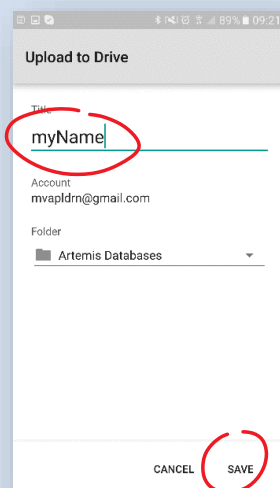 89% 09:21
Upload to Drive
Title
myName
Account
mvapldrn@gmail.com
Folder
Artemis Databases
CANCEL SAVE